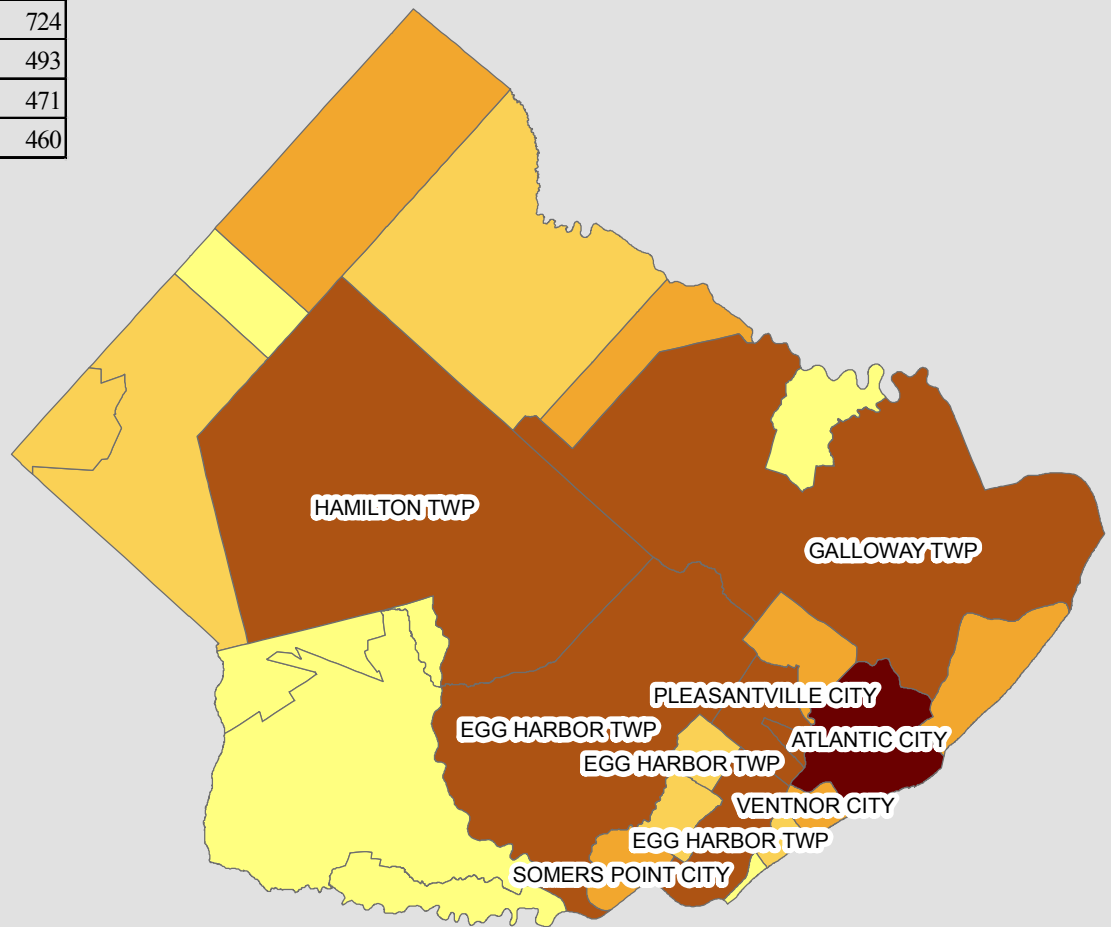 724
493
471
460
HAMILTON TWP
GALLOWAY TWP
PLEASANTVILLE CITY
EGG HARBOR TWP
ATLANTIC CITY
EGG HARBOR TWP
VENTNOR CITY
EGG HARBOR TWP
SOMERS POINT CITY